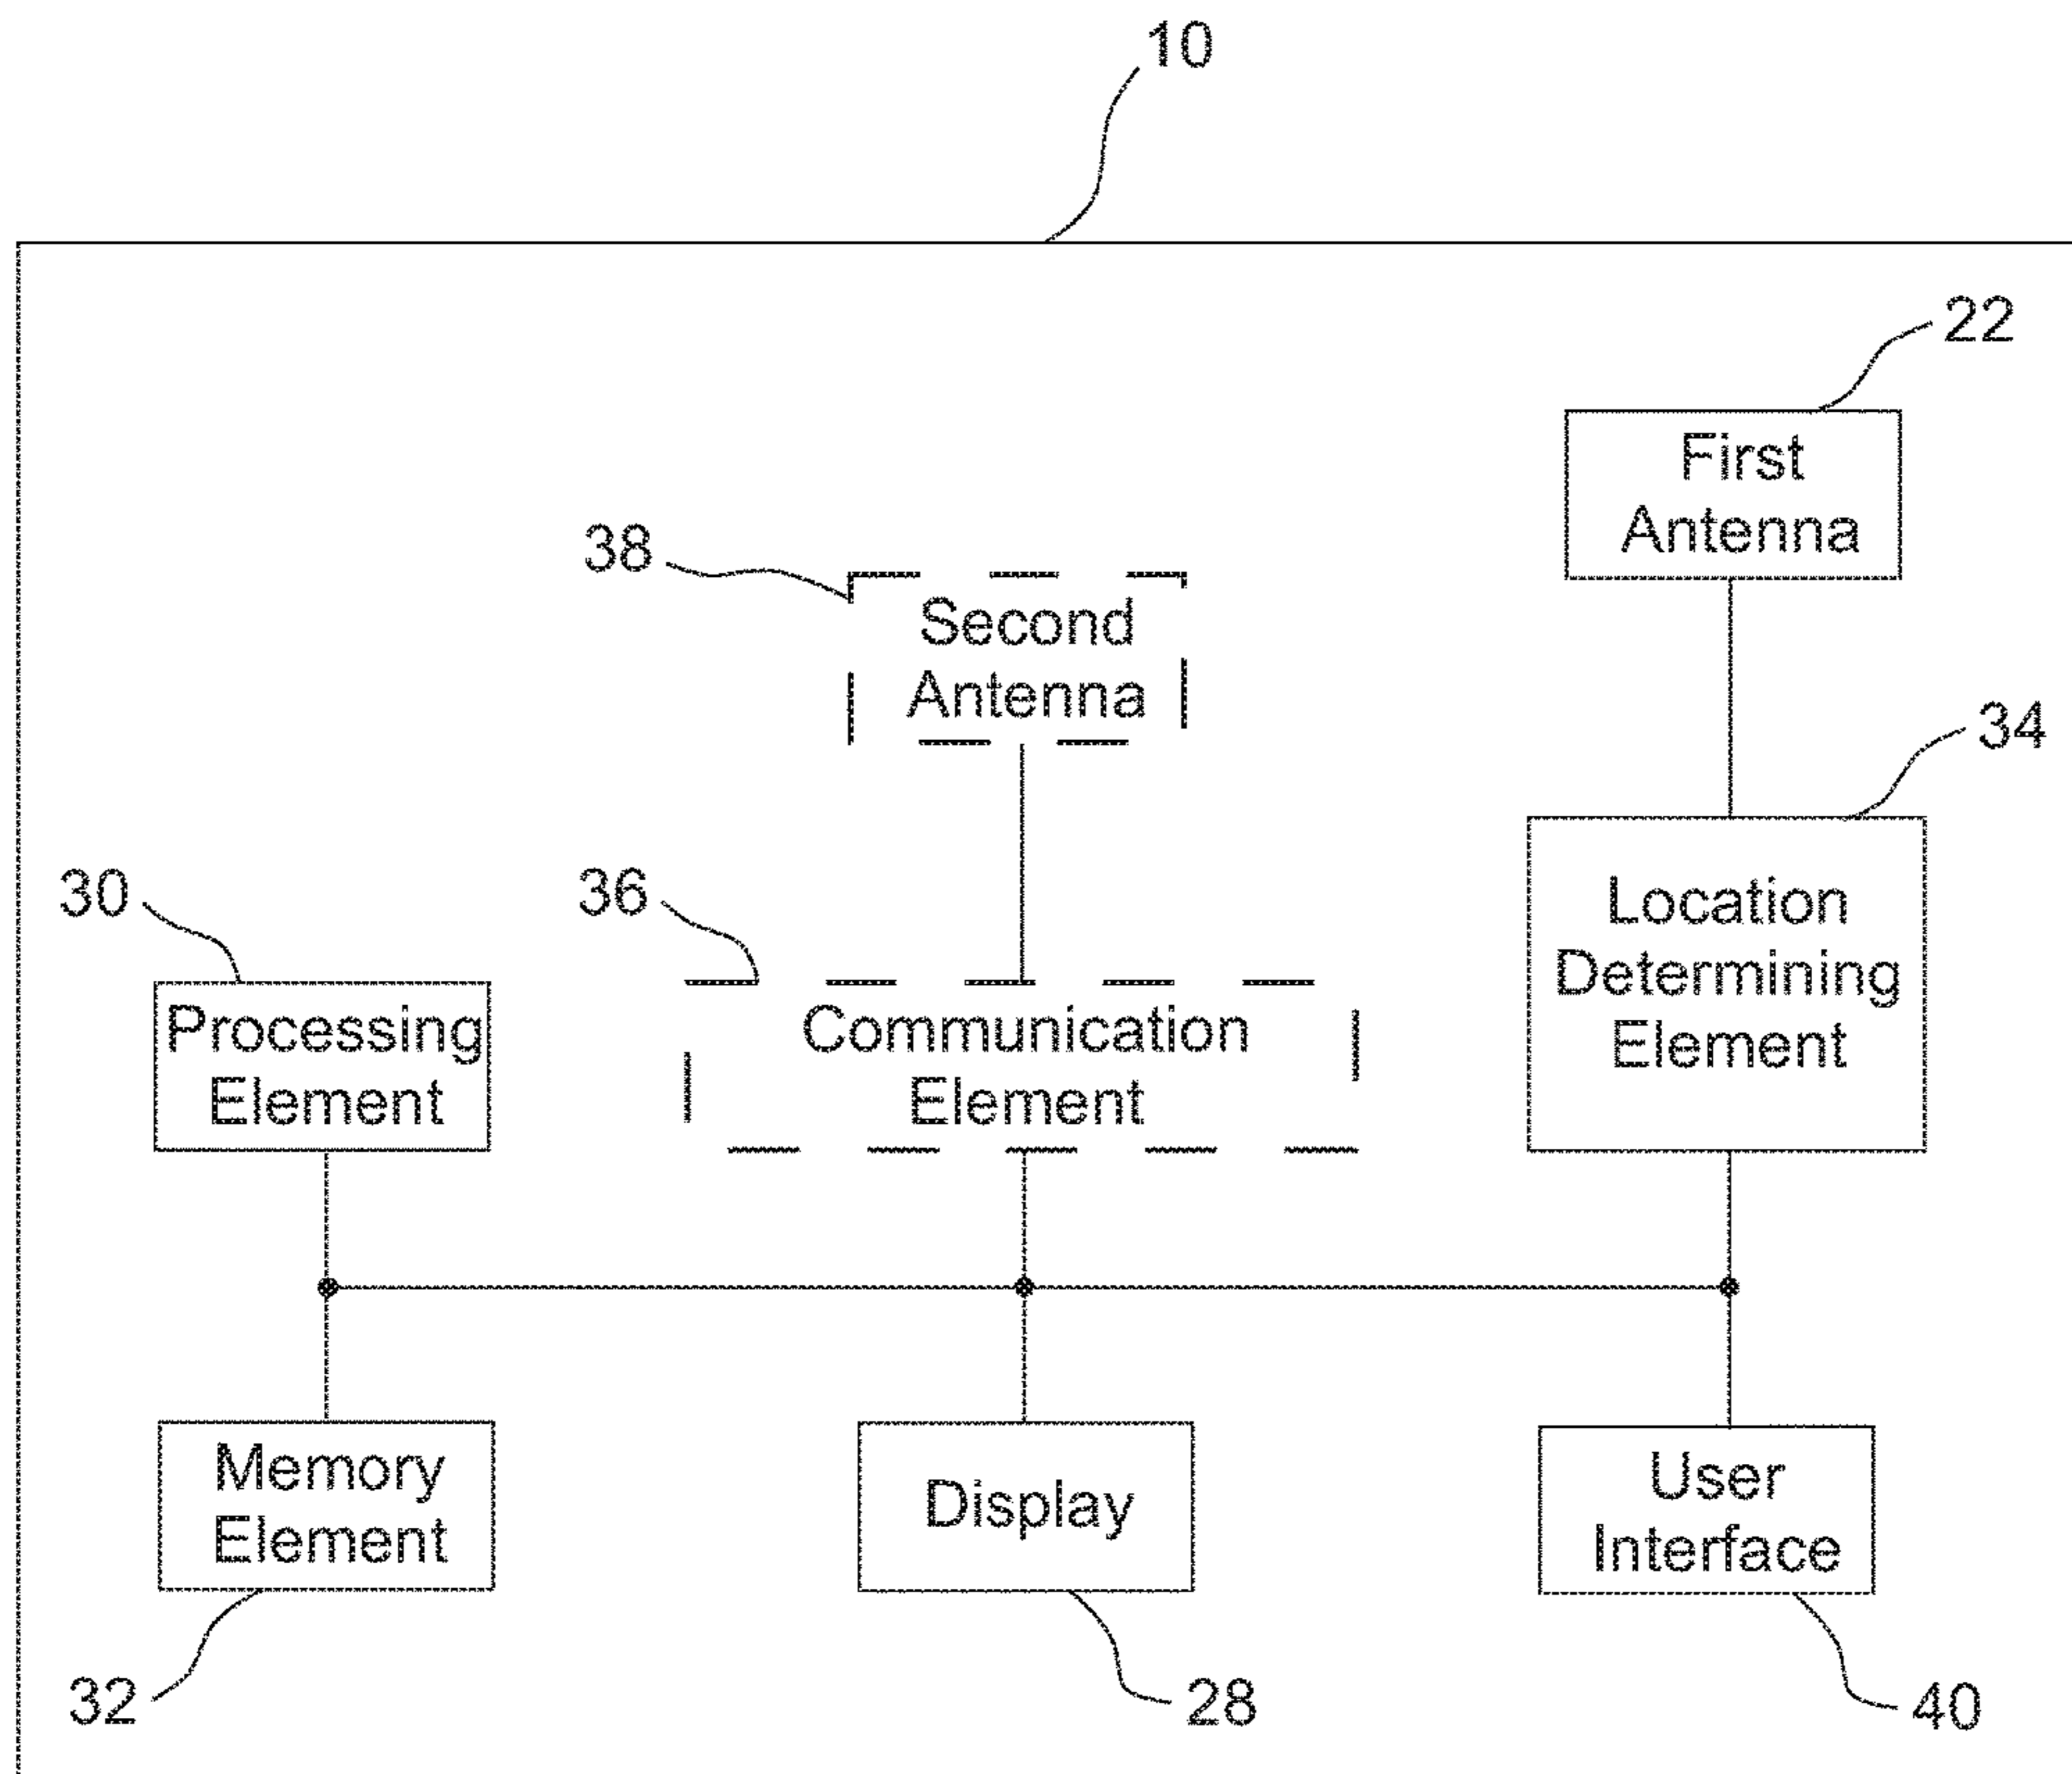 10
22
First
Antenna
38
Second
Antenna
34
Location
Determining
Element
30
Processing
Element
36
Communication
Element
Memory
Element
32
Display
28
User
Interface
40